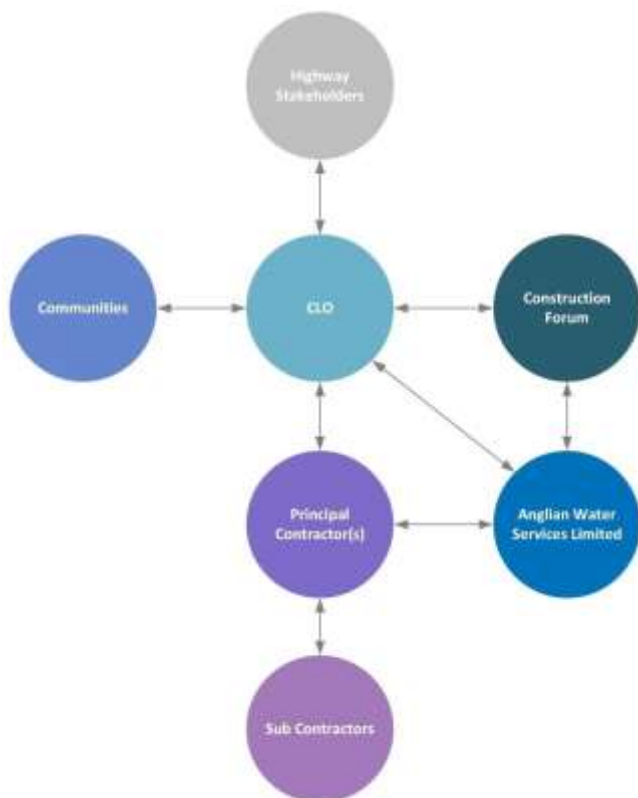 Highway
Stakeholders
Communities
CLO
Construction
Forum
Principal
Contractor(s)
Anglian Water
Services Limited
Sub Contractors